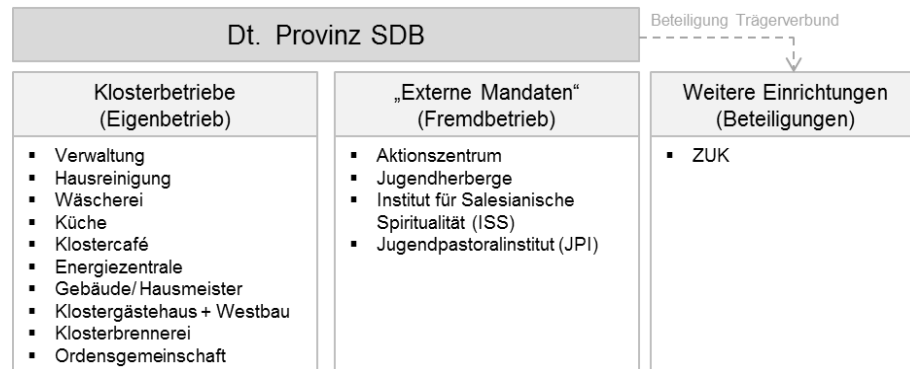 Dt. Provinz SDB
Beteiligung Trägerverbund
Klosterbetriebe
(Eigenbetrieb)
▪ Verwaltung
▪ Hausreinigung
▪ Wäscherei
▪ Küche
▪ Klostercafé
▪ Energiezentrale
▪ Gebäude/Hausmeister
▪ Klostergästehaus + Westbau
▪ Klosterbrennerei
▪ Ordensgemeinschaft
„Externe Mandaten“
(Fremdbetrieb)
▪ Aktionszentrum
▪ Jugendherberge
▪ Institut für Salesianische
Spiritualität (ISS)
▪ Jugendpastoralinstitut (JPI)
Weitere Einrichtungen
(Beteiligungen)
▪ ZUK